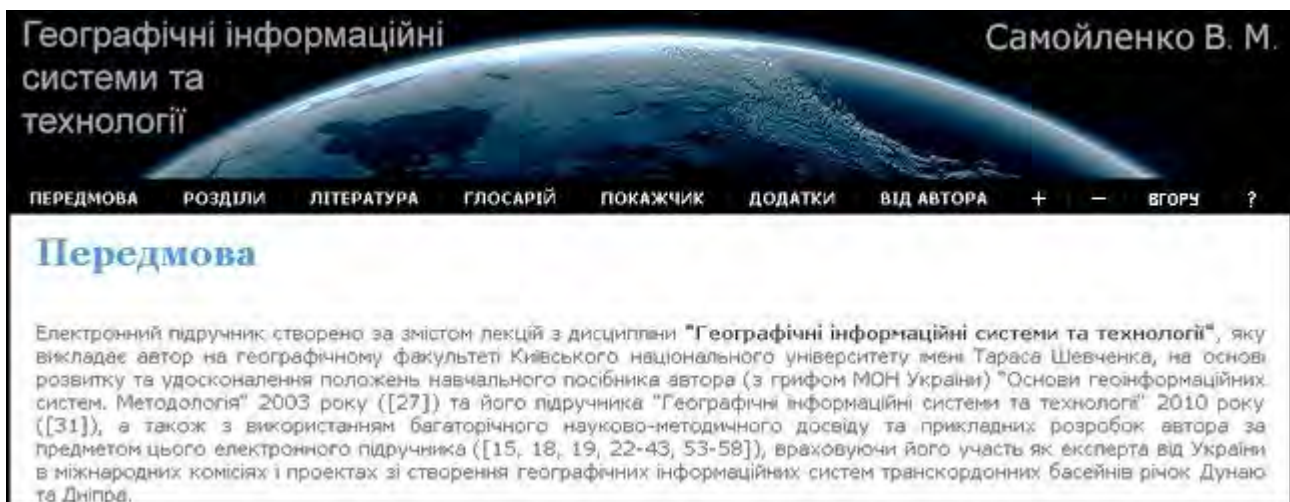 Географічні інформаційні
системи та
технології
Самойленко В. М.
ПЕРЕДМОВА РОЗДІЛИ ЛІТЕРАТУРА ГЛОСАРІЙ ПОКАЖЧИК ДОДАТКИ ВІД АВТОРА + − ВГОРУ ?
Передмова
Електронний підручник створено за змістом лекцій з дисципліни "Географічні інформаційні системи та технології", яку
викладає автор на географічному факультеті Київського національного університету імені Тараса Шевченка, на основі
розвитку та удосконалення положень навчального посібника автора (з грифом МОН України) "Основи геоінформаційних
систем. Методологія" 2003 року ([27]) та його підручника "Географічні інформаційні системи та технології" 2010 року
([31]), а також з використанням багаторічного науково-методичного досвіду та прикладних розробок автора за
предметом цього електронного підручника ([15, 18, 19, 22-43, 53-58]), враховуючи його участь як експерта від України
в міжнародних комісіях і проектах зі створення географічних інформаційних систем транскордонних басейнів річок Дунаю
та Дніпра.